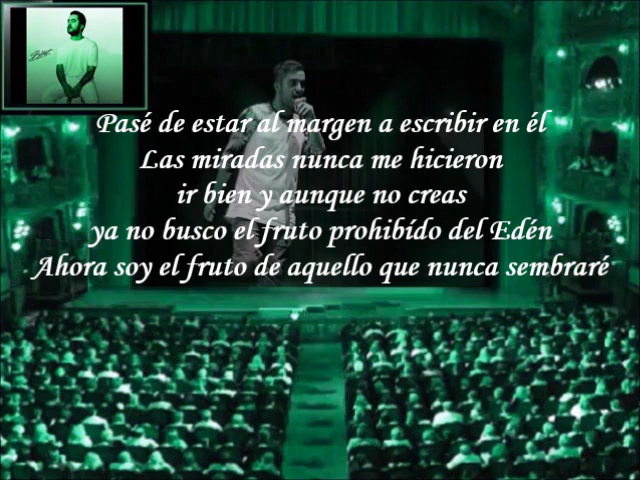 Pasé de estar al margen a escribir en él
Las miradas nunca me hicieron
ir bien y aunque no creas
ya no busco el fruto prohibído del Edén
Ahora soy el fruto de aquello que nunca sembraré